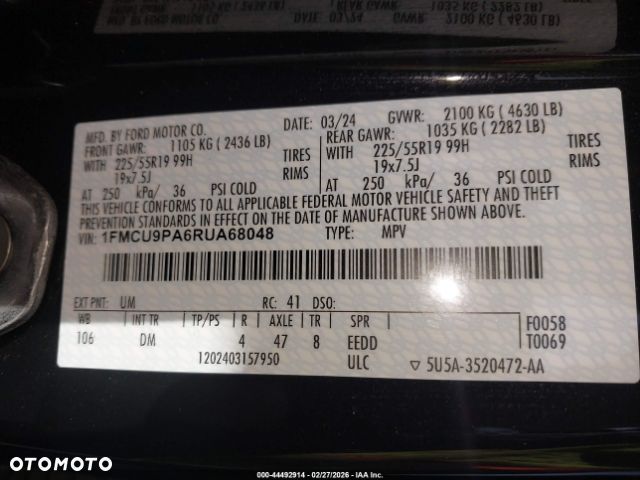 MFD. BY FORD MOTOR CO.
DATE: 03/24 GVWR: 2100 KG (4630 LB)
FRONT GAWR: 1105 KG (2436 LB) REAR GAWR: 1035 KG (2282 LB)
WITH 225/55R19 99H TIRES WITH 225/55R19 99H TIRES
19x7.5J RIMS 19x7.5J RIMS
AT 250 kPa/ 36 PSI COLD AT 250 kPa/ 36 PSI COLD
THIS VEHICLE CONFORMS TO ALL APPLICABLE FEDERAL MOTOR VEHICLE SAFETY AND THEFT
PREVENTION STANDARDS IN EFFECT ON THE DATE OF MANUFACTURE SHOWN ABOVE.
VIN: 1FMCU9PA6RUA68048 TYPE: MPV
EXT PNT: UM RC: 41 DSO:
WB INT TR TP/PS R AXLE TR SPR F0058
106 DM 4 47 8 EEDD T0069
1202403157950 ULC ▽ 5U5A-3520472-AA
OTOMOTO
000-44492914 - 02/27/2026 - IAA Inc.